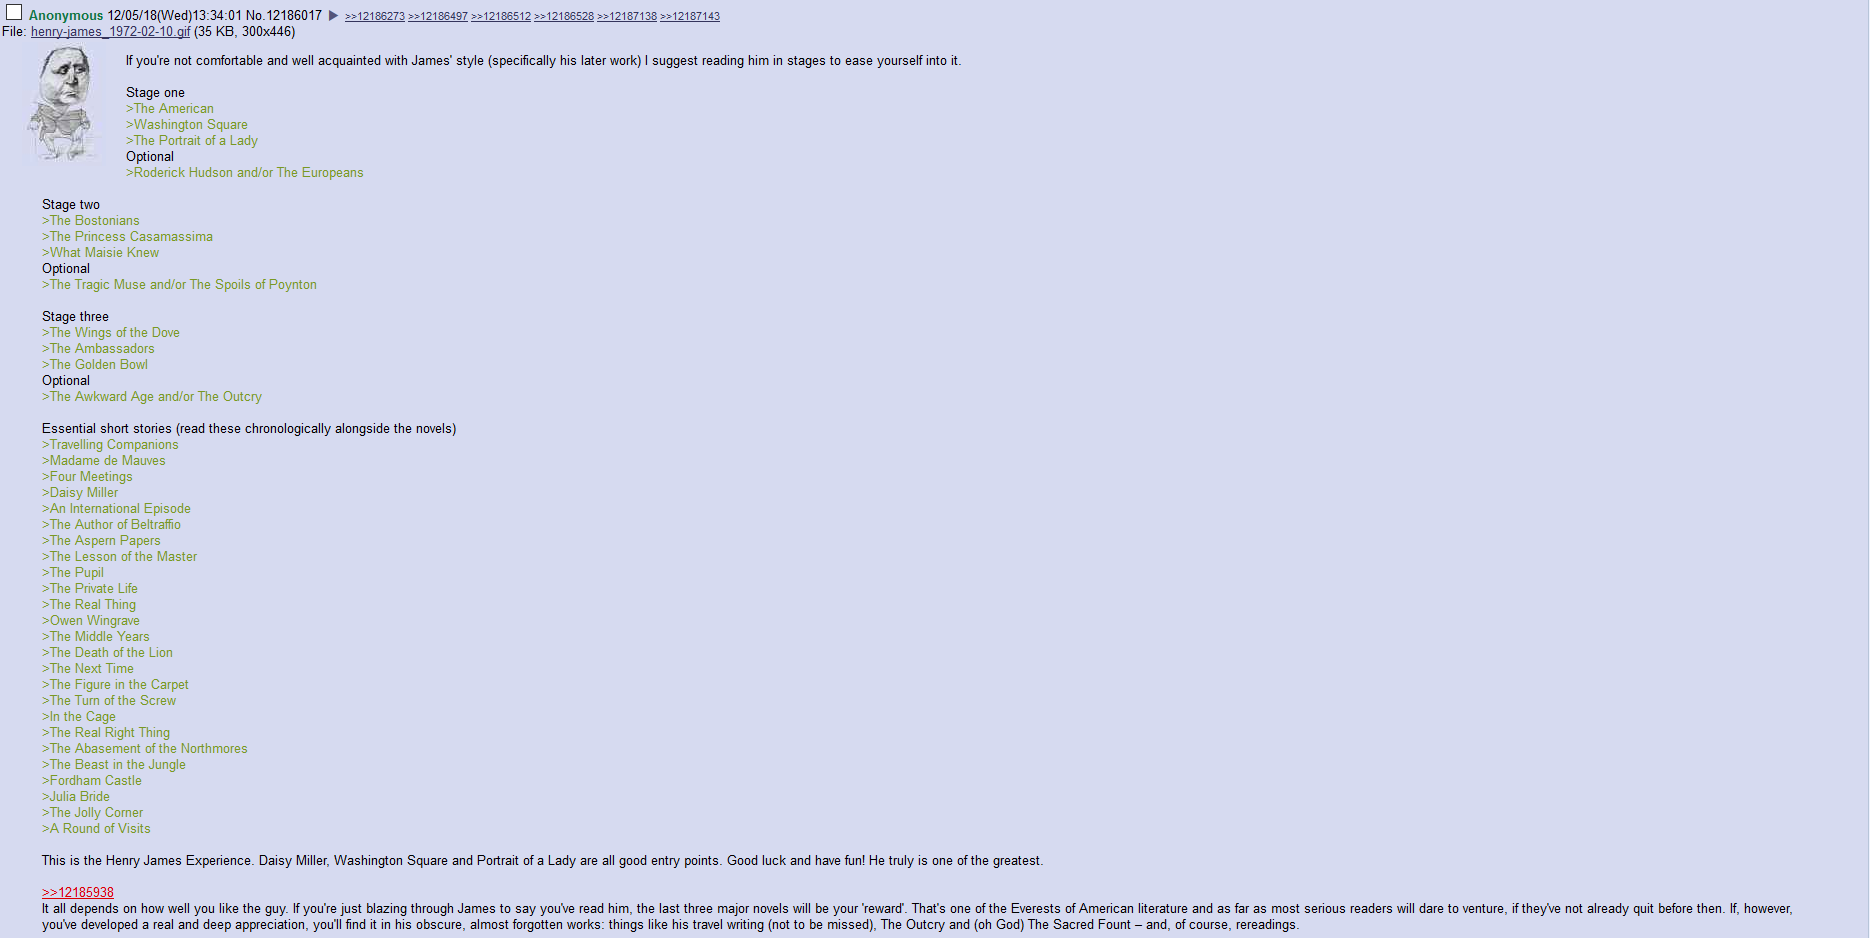 Anonymous 12/05/18(Wed)13:34:01 No.12186017 ▶ >>12186273 >>12186497 >>12186512 >>12186528 >>12187138 >>12187143
File: henry-james_1972-02-10.gif (35 KB, 300x446)
If you're not comfortable and well acquainted with James' style (specifically his later work) I suggest reading him in stages to ease yourself into it.
Stage one
>The American
>Washington Square
>The Portrait of a Lady
Optional
>Roderick Hudson and/or The Europeans
Stage two
>The Bostonians
>The Princess Casamassima
>What Maisie Knew
Optional
>The Tragic Muse and/or The Spoils of Poynton
Stage three
>The Wings of the Dove
>The Ambassadors
>The Golden Bowl
Optional
>The Awkward Age and/or The Outcry
Essential short stories (read these chronologically alongside the novels)
>Travelling Companions
>Madame de Mauves
>Four Meetings
>Daisy Miller
>An International Episode
>The Author of Beltraffio
>The Aspern Papers
>The Lesson of the Master
>The Pupil
>The Private Life
>The Real Thing
>Owen Wingrave
>The Middle Years
>The Death of the Lion
>The Next Time
>The Figure in the Carpet
>The Turn of the Screw
>In the Cage
>The Real Right Thing
>The Abasement of the Northmores
>The Beast in the Jungle
>Fordham Castle
>Julia Bride
>The Jolly Corner
>A Round of Visits
This is the Henry James Experience. Daisy Miller, Washington Square and Portrait of a Lady are all good entry points. Good luck and have fun! He truly is one of the greatest.
>>12185938
It all depends on how well you like the guy. If you're just blazing through James to say you've read him, the last three major novels will be your 'reward'. That's one of the Everests of American literature and as far as most serious readers will dare to venture, if they've not already quit before then. If, however,
you've developed a real and deep appreciation, you'll find it in his obscure, almost forgotten works: things like his travel writing (not to be missed), The Outcry and (oh God) The Sacred Fount – and, of course, rereadings.